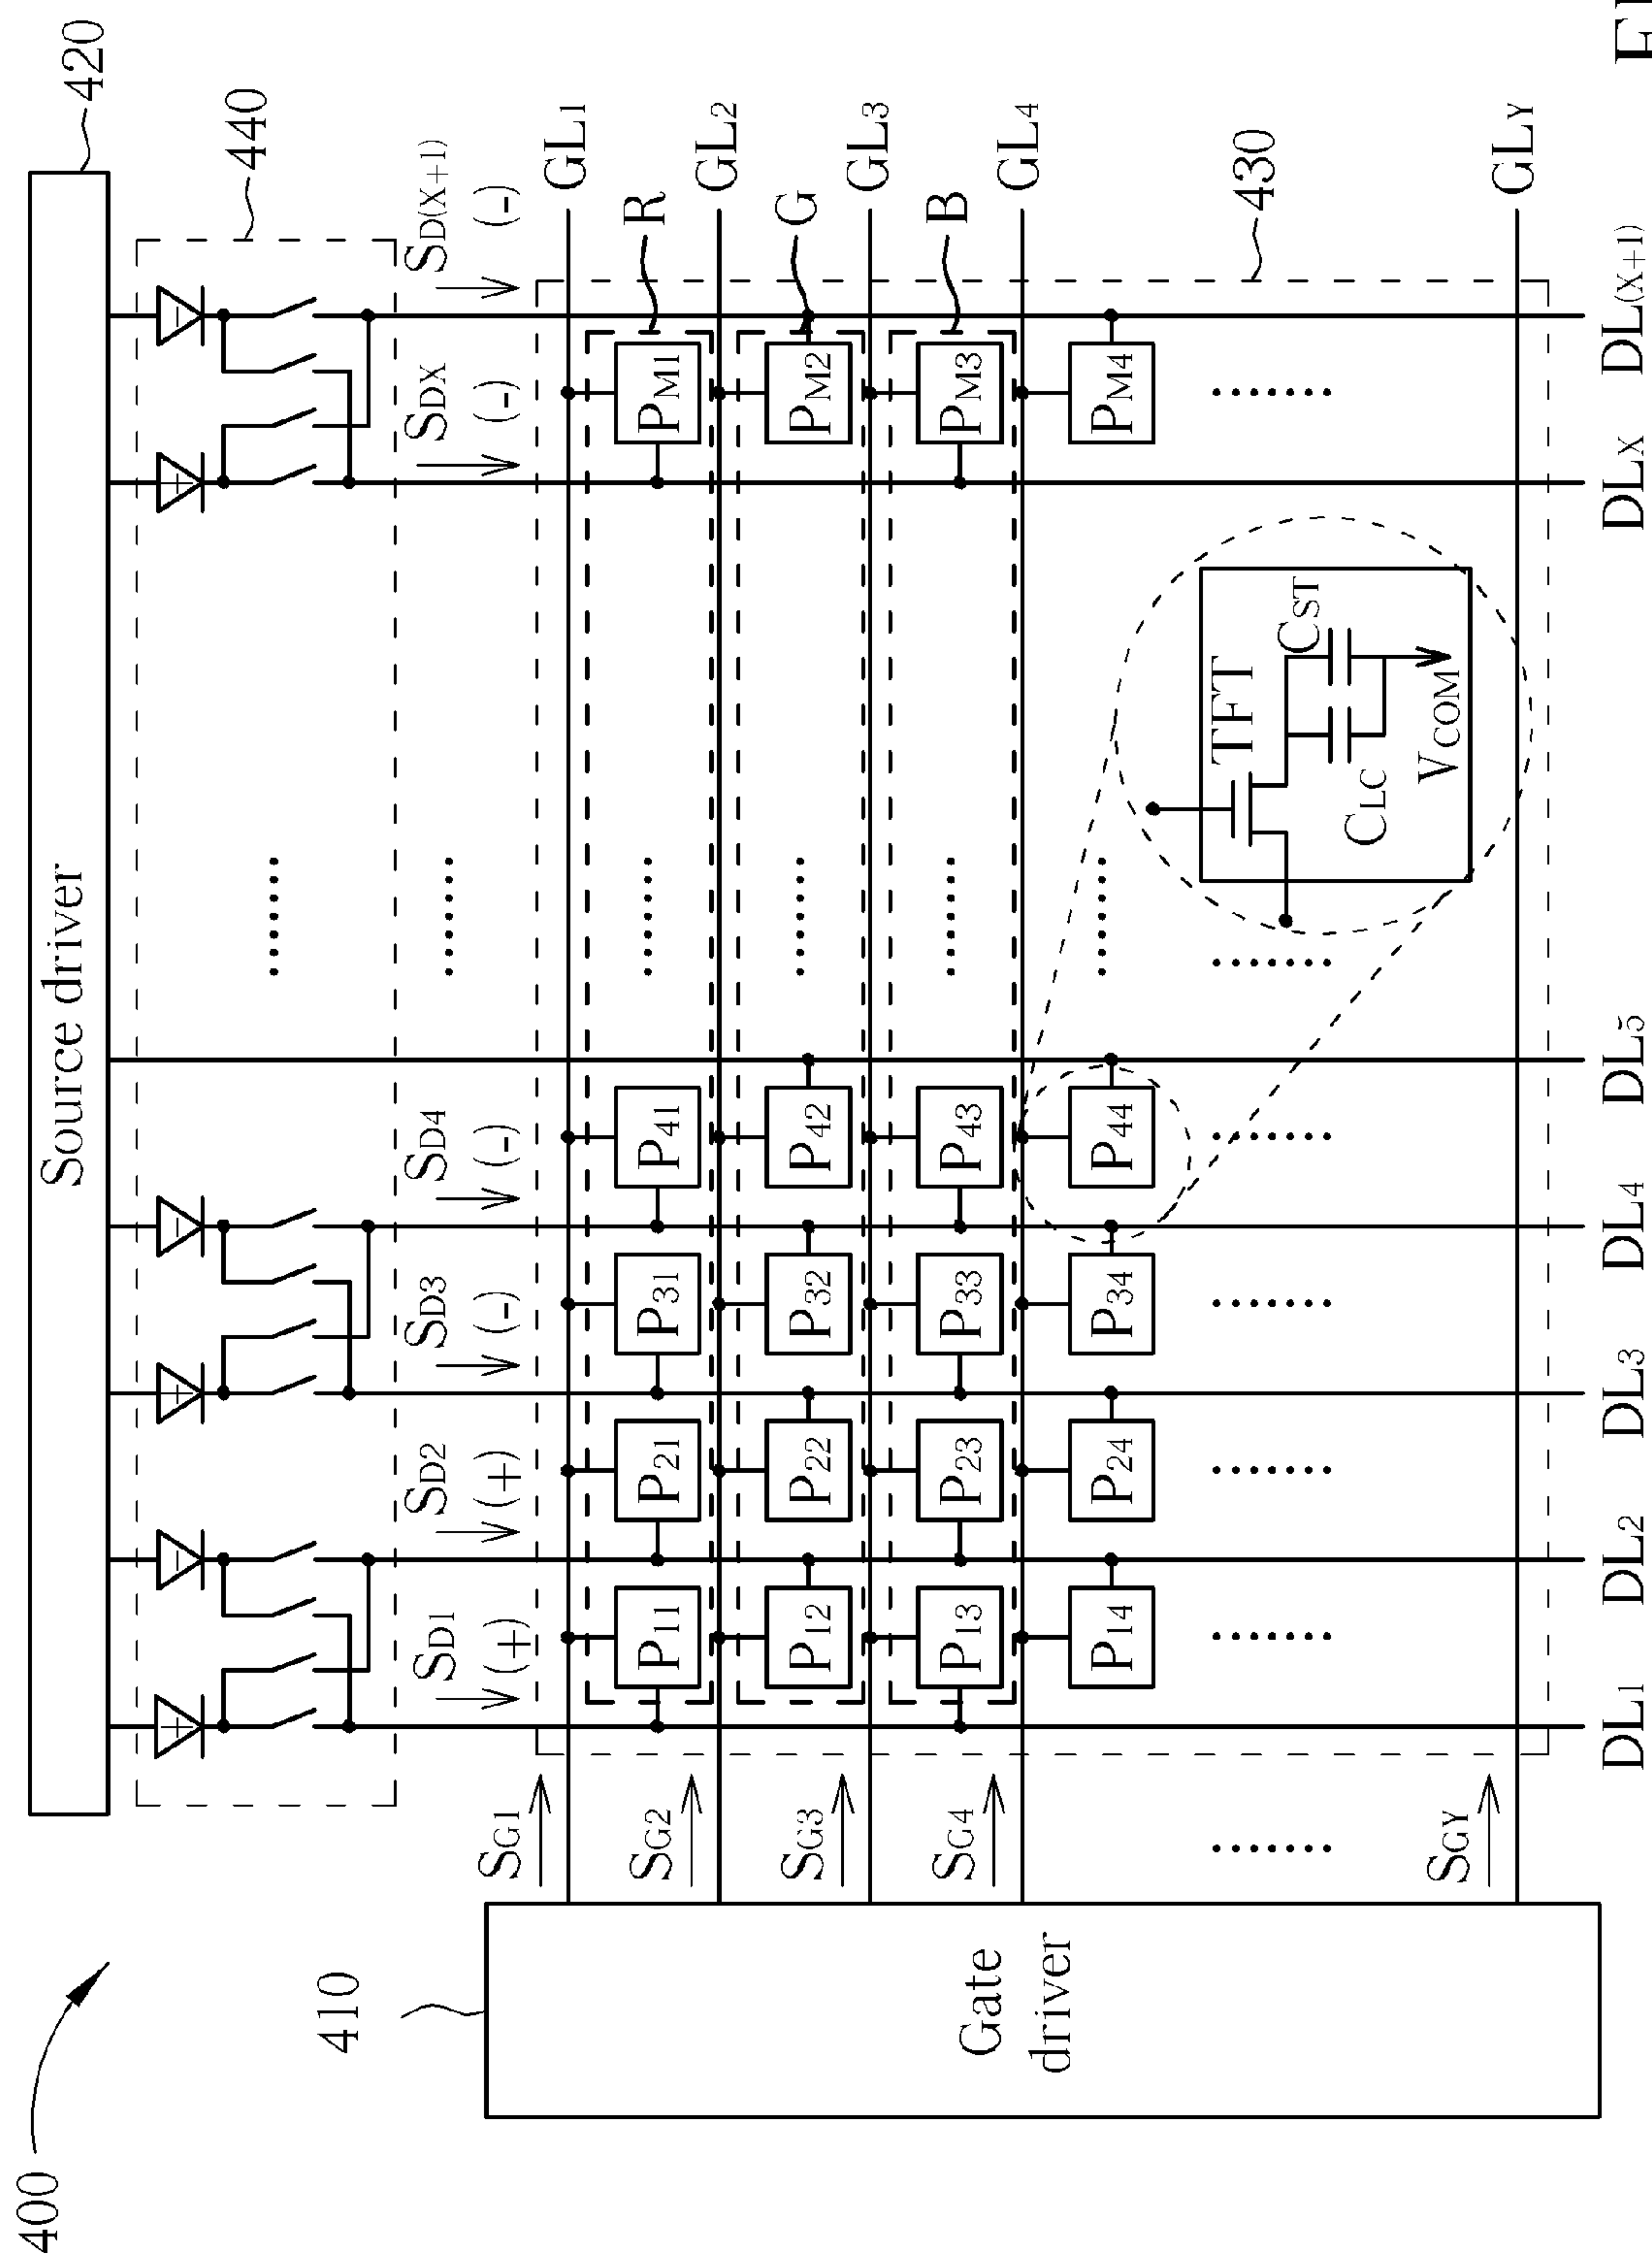 400
Source driver
420
440
+
-
+
-
+
-
SD1
(+)
SD2
(+)
SD3
(-)
SD4
(-)
SDX
(-)
SD(X+1)
(-)
410
Gate
driver
SG1
SG2
SG3
SG4
SGY
GL1
GL2
GL3
GL4
GLY
R
G
B
430
P11
P21
P31
P41
PM1
P12
P22
P32
P42
PM2
P13
P23
P33
P43
PM3
P14
P24
P34
P44
PM4
TFT
CLC
CST
VCOM
DL1
DL2
DL3
DL4
DL5
DLX
DL(X+1)